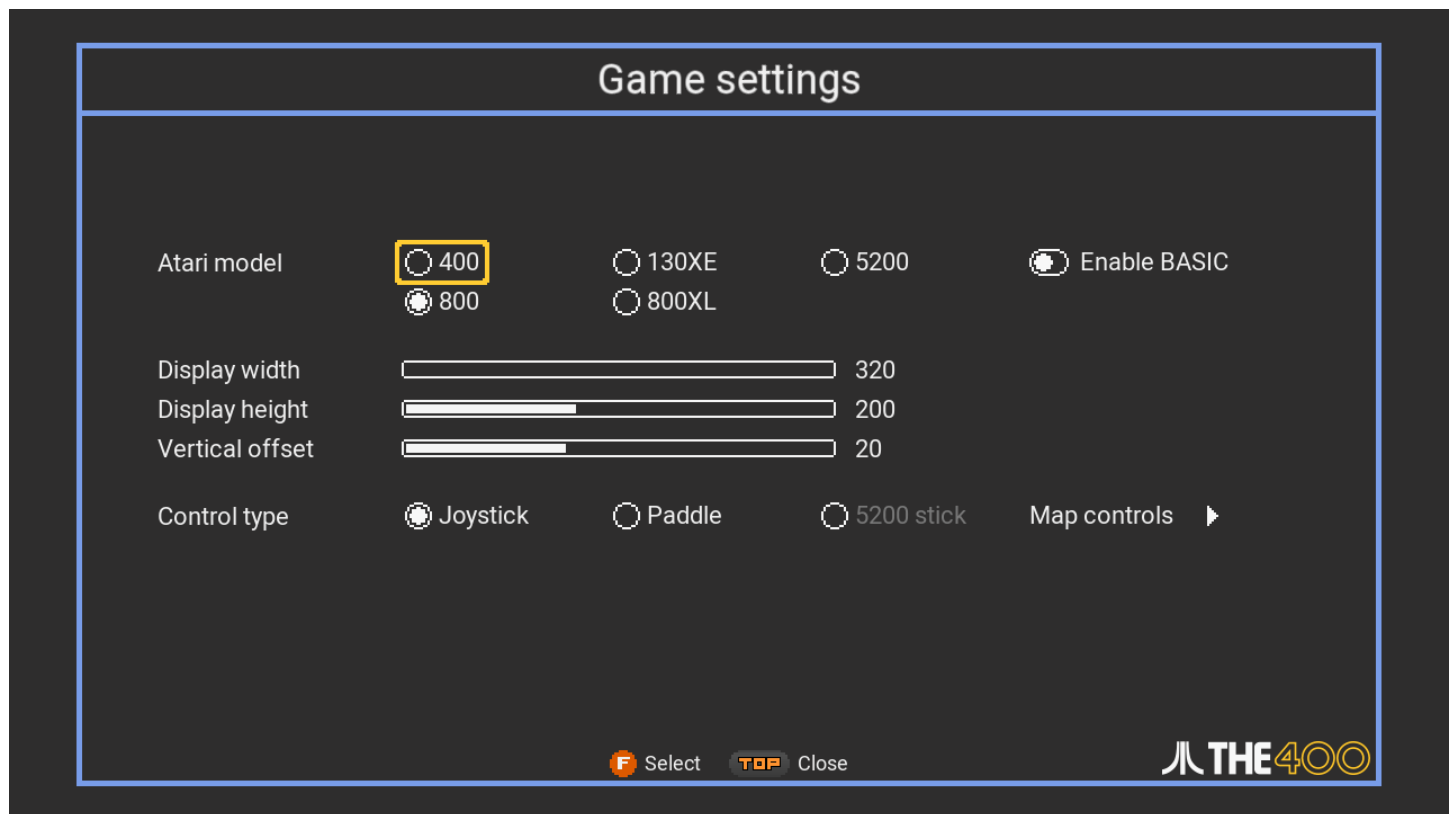 Game settings
Atari model 400 130XE 5200 Enable BASIC
800 800XL
Display width 320
Display height 200
Vertical offset 20
Control type Joystick Paddle 5200 stick Map controls
F Select TOP Close
THE400